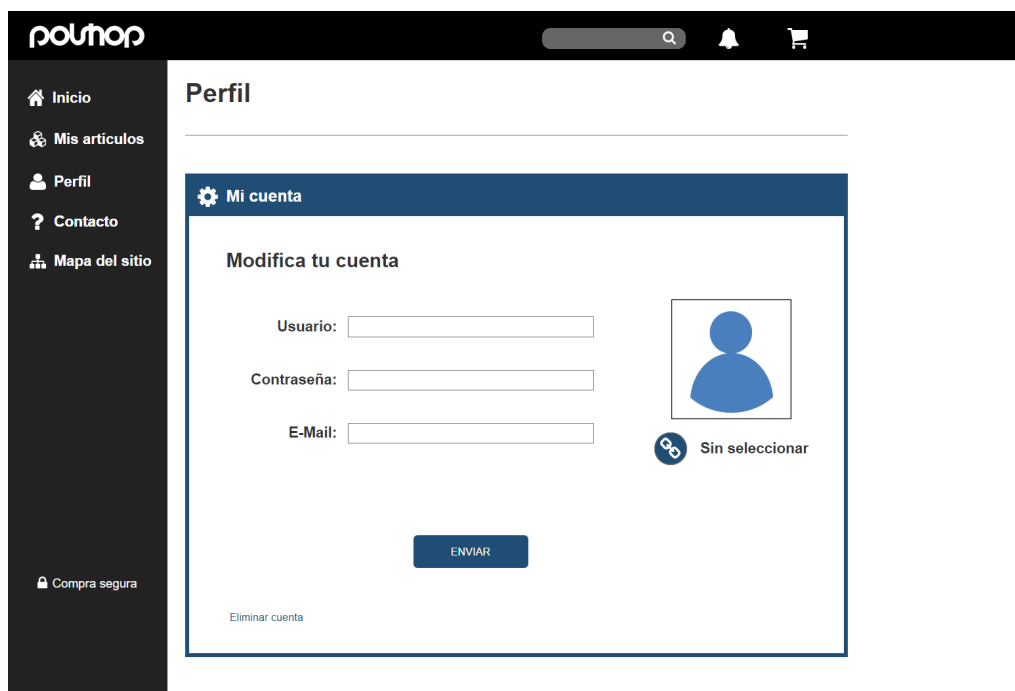 poushop
Inicio
Mis artículos
Perfil
Contacto
Mapa del sitio
Compra segura
Perfil
Mi cuenta
Modifica tu cuenta
Usuario:
Contraseña:
E-Mail:
Sin seleccionar
ENVIAR
Eliminar cuenta